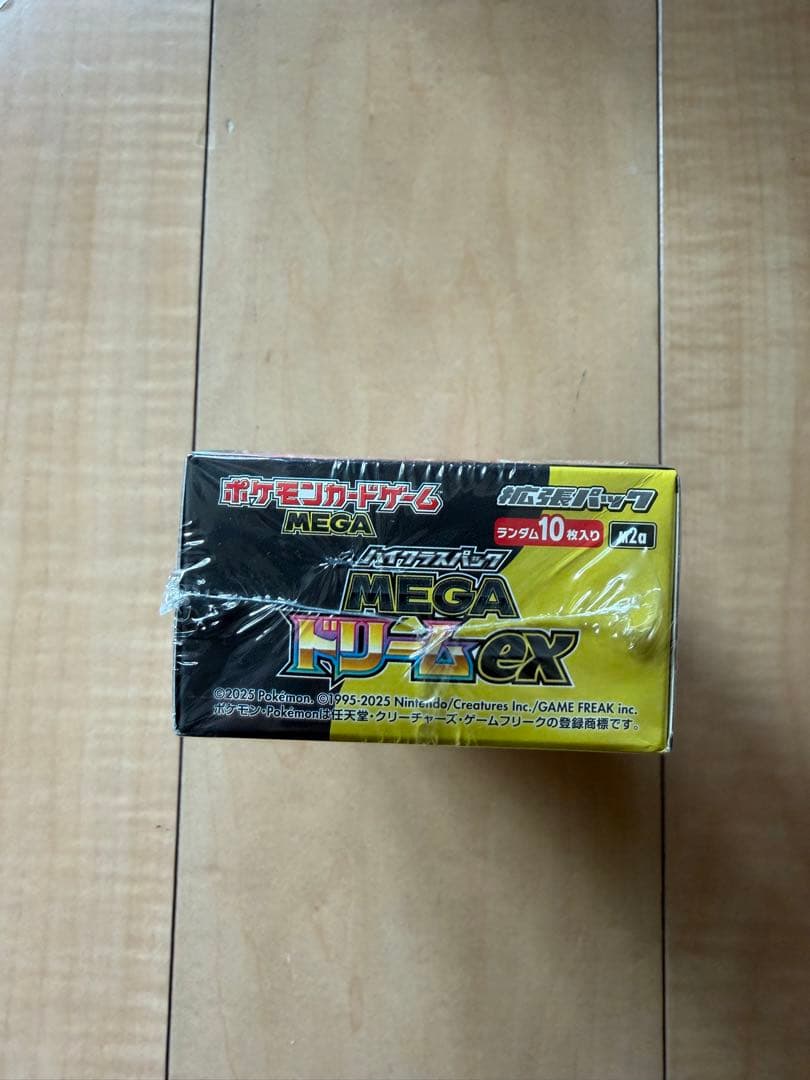 ポケモンカードゲーム
MEGA
拡張パック
ランダム10枚入り
M2a
ハイクラスパック
MEGA
ドリームex
©2025 Pokémon. ©1995-2025 Nintendo/Creatures Inc./GAME FREAK inc.
ポケモン・Pokémonは任天堂・クリーチャーズ・ゲームフリークの登録商標です。